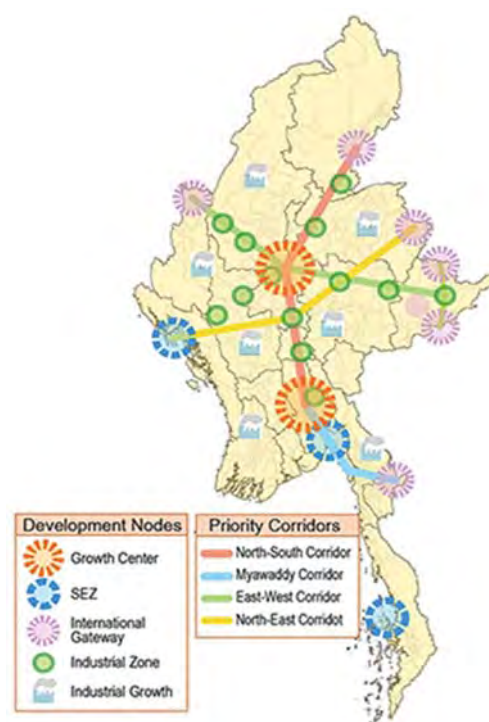 Development Nodes
Growth Center
SEZ
International
Gateway
Industrial Zone
Industrial Growth
Priority Corridors
North-South Corridor
Myawaddy Corridor
East-West Corridor
North-East Corridot